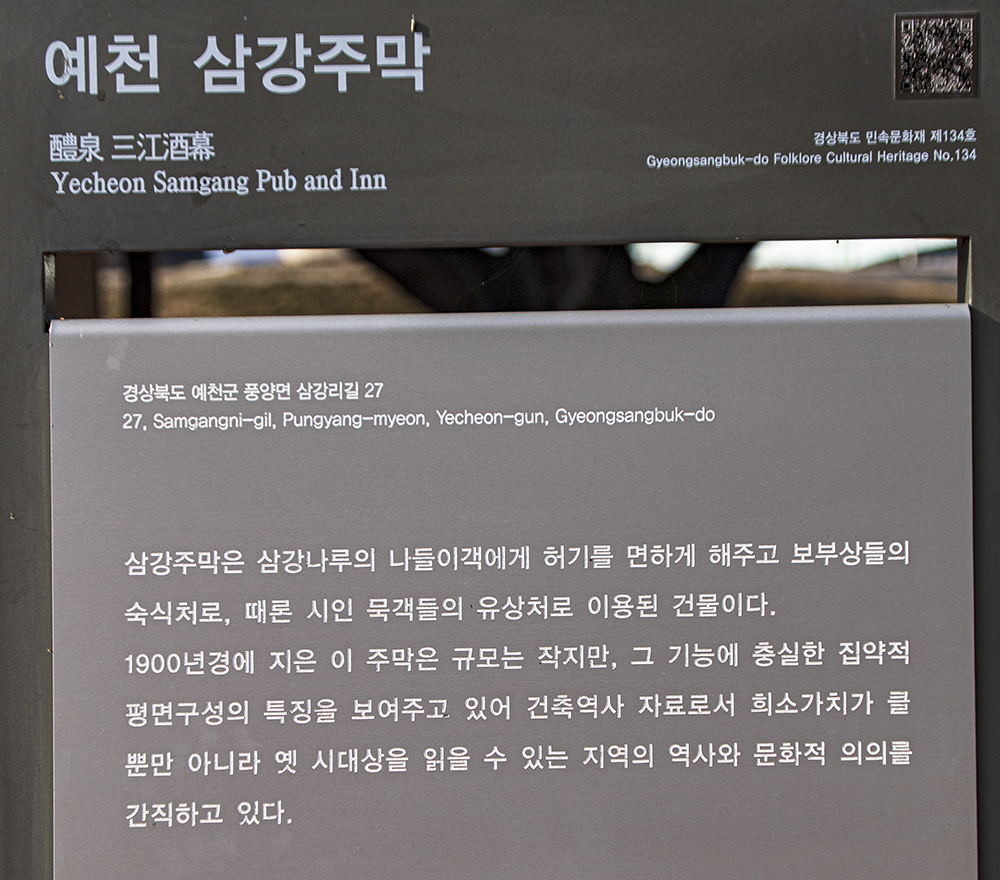 예천 삼강주막
醴泉 三江酒幕
Yecheon Samgang Pub and Inn
경상북도 민속문화재 제134호
Gyeongsangbuk-do Folklore Cultural Heritage No,134
경상북도 예천군 풍양면 삼강리길 27
27, Samgangni-gil, Pungyang-myeon, Yecheon-gun, Gyeongsangbuk-do
삼강주막은 삼강나루의 나들이객에게 허기를 면하게 해주고 보부상들의
숙식처로, 때론 시인 묵객들의 유상처로 이용된 건물이다.
1900년경에 지은 이 주막은 규모는 작지만, 그 기능에 충실한 집약적
평면구성의 특징을 보여주고 있어 건축역사 자료로서 희소가치가 클
뿐만 아니라 옛 시대상을 읽을 수 있는 지역의 역사와 문화적 의의를
간직하고 있다.